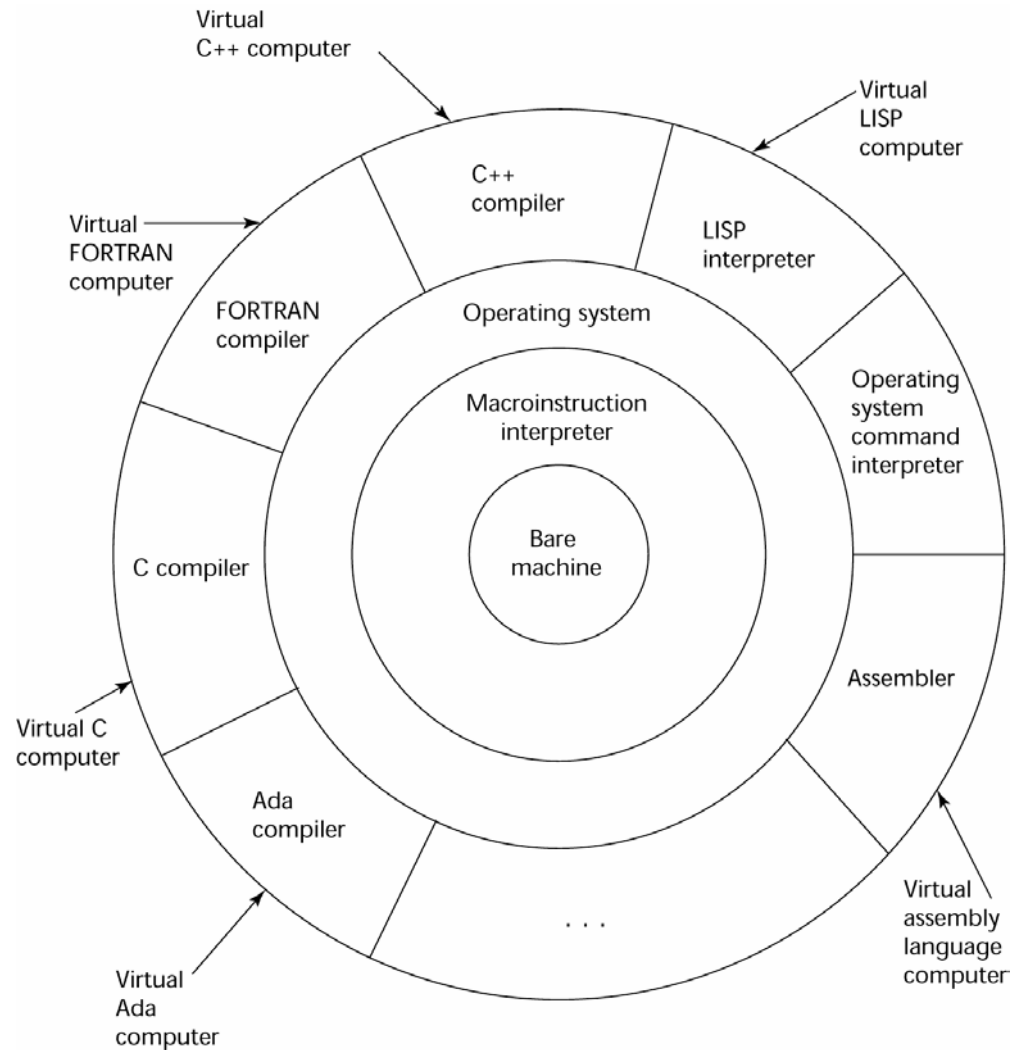 Virtual
C++ computer
Virtual
LISP
computer
C++
compiler
LISP
interpreter
Virtual
FORTRAN
computer
FORTRAN
compiler
Operating system
Operating
system
command
interpreter
Macroinstruction
interpreter
Bare
machine
C compiler
Assembler
Virtual C
computer
Ada
compiler
Virtual
assembly
language
computer
. . .
Virtual
Ada
computer